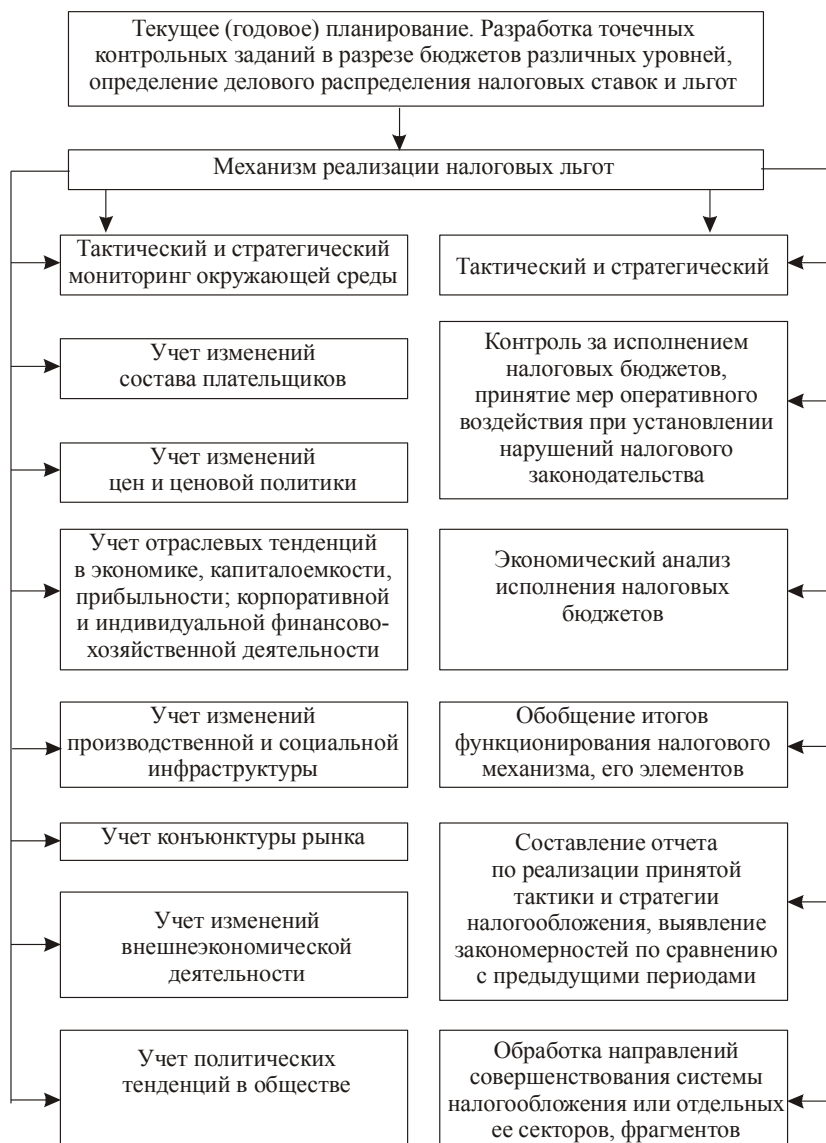 Текущее (годовое) планирование. Разработка точечных
контрольных заданий в разрезе бюджетов различных уровней,
определение делового распределения налоговых ставок и льгот
Механизм реализации налоговых льгот
Тактический и стратегический
мониторинг окружающей среды
Учет изменений
состава плательщиков
Учет изменений
цен и ценовой политики
Учет отраслевых тенденций
в экономике, капиталоемкости,
прибыльности; корпоративной
и индивидуальной финансово-
хозяйственной деятельности
Учет изменений
производственной и социальной
инфраструктуры
Учет конъюнктуры рынка
Учет изменений
внешнеэкономической
деятельности
Учет политических
тенденций в обществе
Тактический и стратегический
Контроль за исполнением
налоговых бюджетов,
принятие мер оперативного
воздействия при установлении
нарушений налогового
законодательства
Экономический анализ
исполнения налоговых
бюджетов
Обобщение итогов
функционирования налогового
механизма, его элементов
Составление отчета
по реализации принятой
тактики и стратегии
налогообложения, выявление
закономерностей по сравнению
с предыдущими периодами
Обработка направлений
совершенствования системы
налогообложения или отдельных
ее секторов, фрагментов